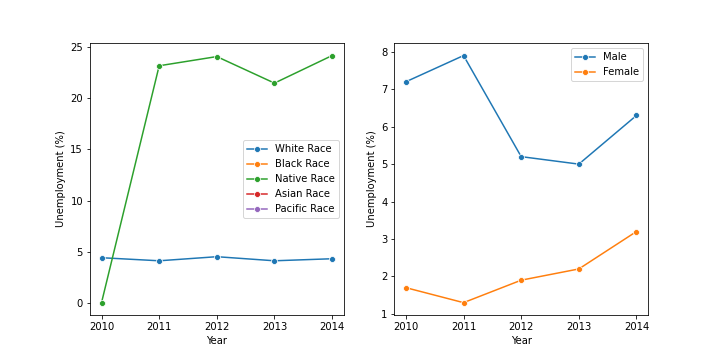 25
20
15
10
5
0
Unemployment (%)
2010 2011 2012 2013 2014
Year
White Race
Black Race
Native Race
Asian Race
Pacific Race
8
7
6
5
4
3
2
1
Unemployment (%)
2010 2011 2012 2013 2014
Year
Male
Female